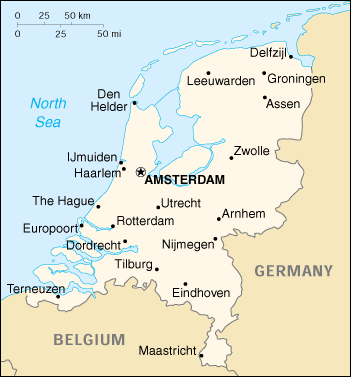 0 25 50 km
0 25 50 mi
Delfzijl
Leeuwarden
Groningen
Assen
Den
Helder
North
Sea
Zwolle
IJmuiden
Haarlem
AMSTERDAM
The Hague
Utrecht
Arnhem
Europoort
Rotterdam
Nijmegen
Dordrecht
Tilburg
GERMANY
Terneuzen
Eindhoven
BELGIUM
Maastricht